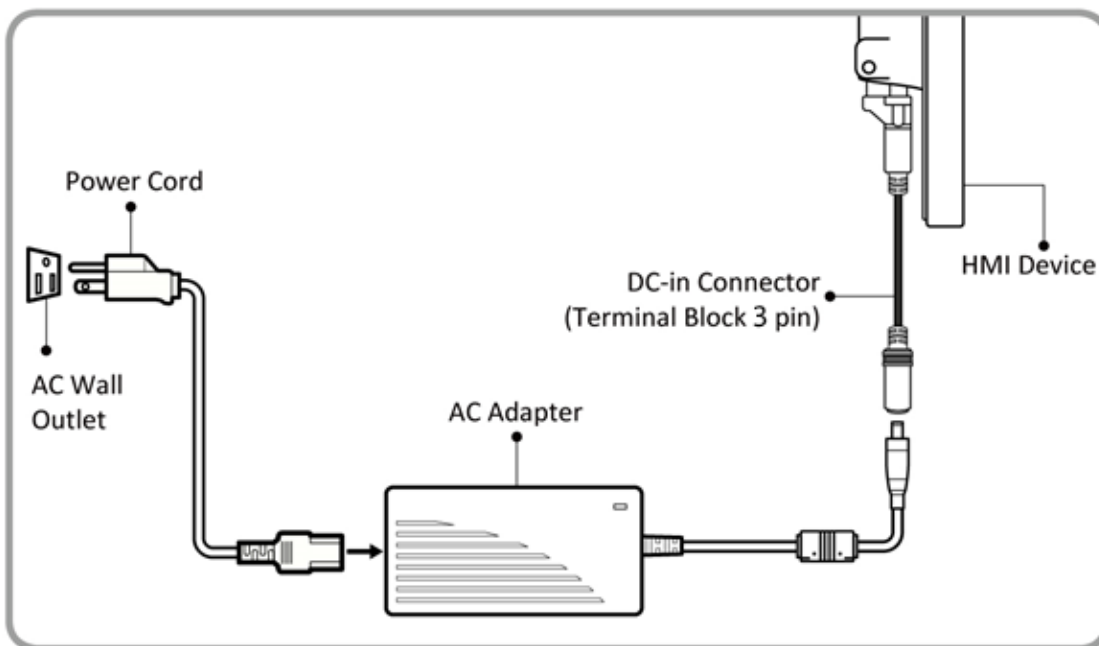 Power Cord
AC Wall
Outlet
AC Adapter
DC-in Connector
(Terminal Block 3 pin)
HMI Device